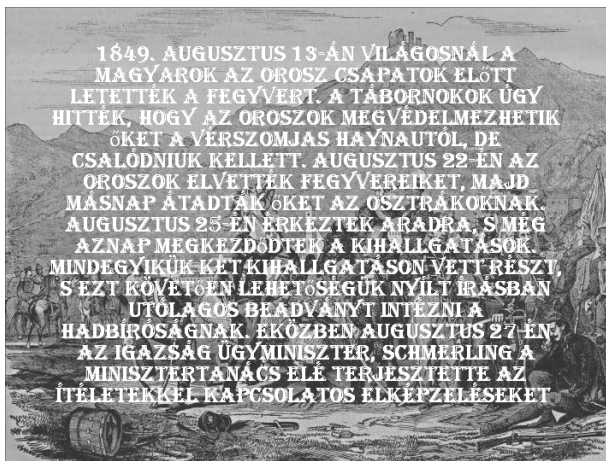 1849. AUGUSZTUS 13-ÁN VILÁGOSNÁL A
MAGYAROK AZ OROSZ CSAPATOK ELőTT
LETETTÉK A FEGYVERT. A TÁBORNOKOK ÚGY
HITTÉK, HOGY AZ OROSZOK MEGVÉDELMEZHETIK
őKET A VÉRSZOMJAS HAYNAUTÓL, DE
CSALÓDNIUK KELLETT. AUGUSZTUS 22-ÉN AZ
OROSZOK ELVETTÉK FEGYVEREIKET, MAJD
MÁSNAP ÁTADTÁK őKET AZ OSZTRÁKOKNAK.
AUGUSZTUS 25-ÉN ÉRKEZTEK ARADRA, S MÉG
AZNAP MEGKEZDőDTEK A KIHALLGATÁSOK.
MINDEGYIKÜK KÉT KIHALLGATÁSON VETT RÉSZT,
S EZT KÖVETőEN LEHETőSÉGÜK NYÍLT ÍRÁSBAN
UTÓLAGOS BEADVÁNYT INTÉZNI A
HADBÍRÓSÁGNAK. EKÖZBEN AUGUSZTUS 27-ÉN
AZ IGAZSÁG ÜGYMINISZTER, SCHMERLING A
MINISZTERTANÁCS ELÉ TERJESZTETTE AZ
ÍTÉLETEKKEL KAPCSOLATOS ELKÉPZELÉSEKET